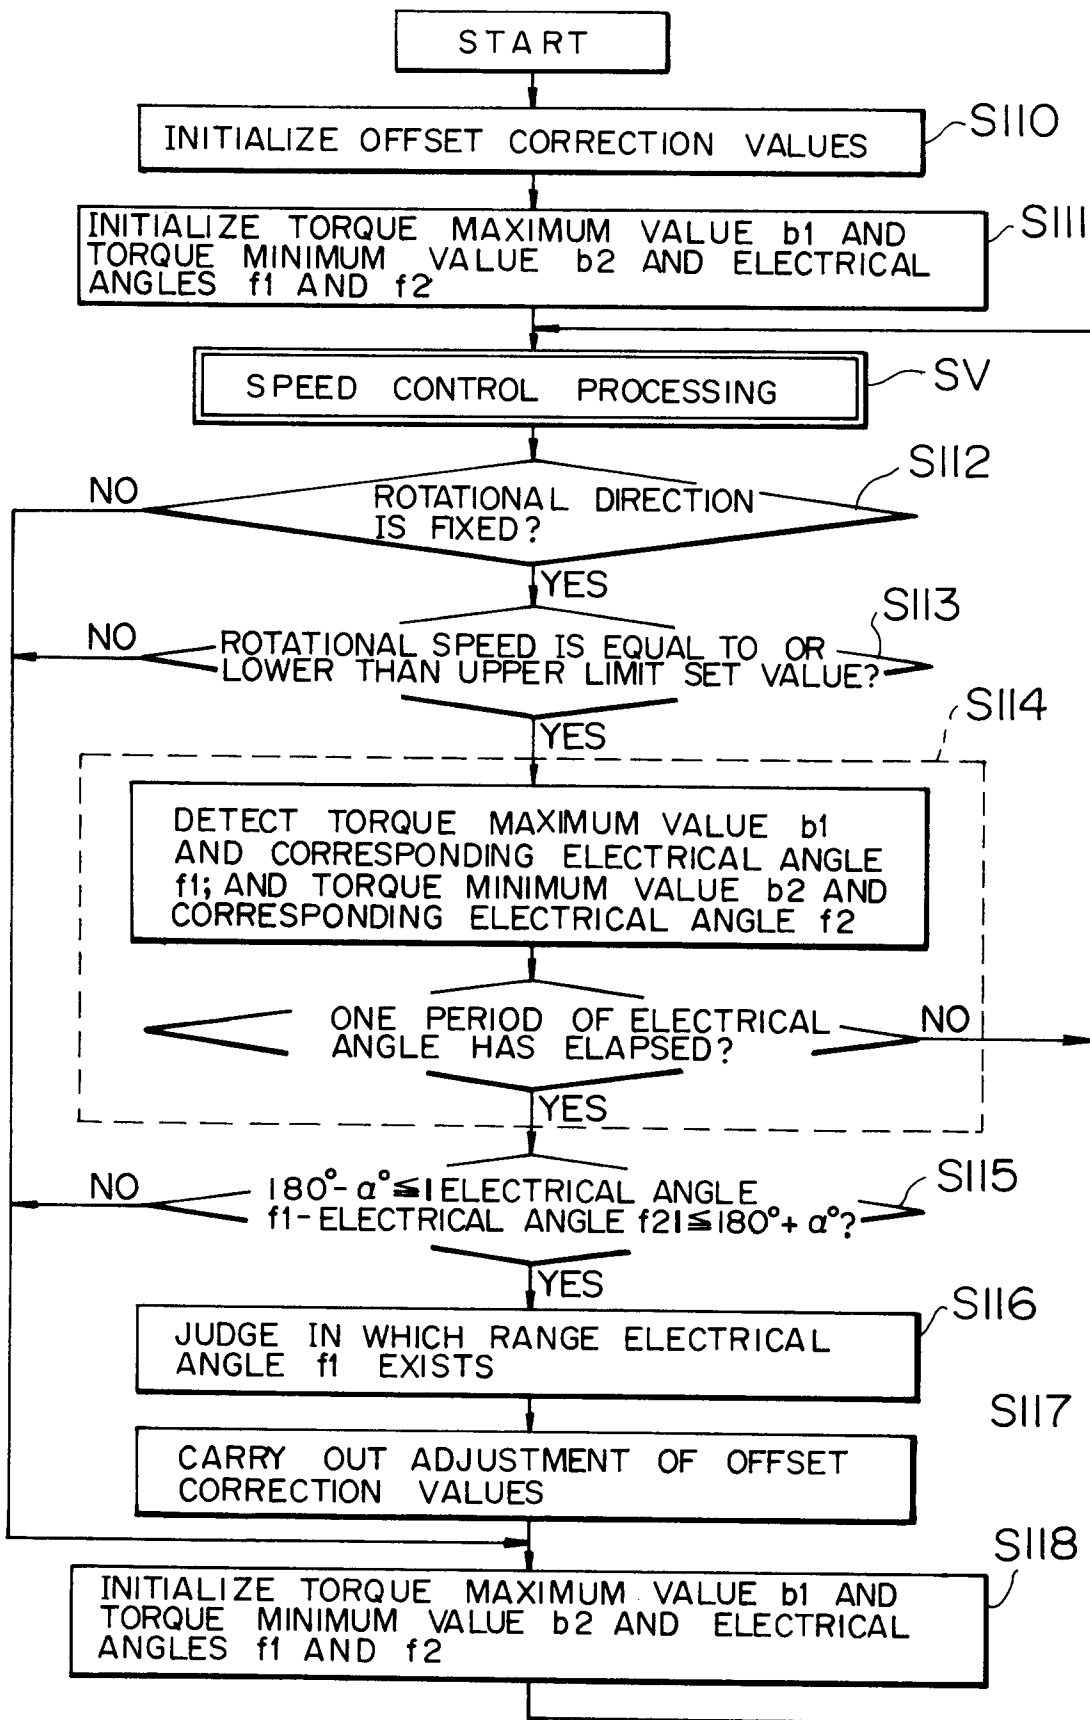 START
INITIALIZE OFFSET CORRECTION VALUES
S110
INITIALIZE TORQUE MAXIMUM VALUE b1 AND
TORQUE MINIMUM VALUE b2 AND ELECTRICAL
ANGLES f1 AND f2
S111
SPEED CONTROL PROCESSING
SV
ROTATIONAL DIRECTION
IS FIXED?
S112
NO
YES
ROTATIONAL SPEED IS EQUAL TO OR
LOWER THAN UPPER LIMIT SET VALUE?
S113
NO
YES
S114
DETECT TORQUE MAXIMUM VALUE b1
AND CORRESPONDING ELECTRICAL ANGLE
f1; AND TORQUE MINIMUM VALUE b2 AND
CORRESPONDING ELECTRICAL ANGLE f2
ONE PERIOD OF ELECTRICAL
ANGLE HAS ELAPSED?
NO
YES
180°-α°≦|ELECTRICAL ANGLE
f1-ELECTRICAL ANGLE f2|≦180°+α°?
S115
NO
YES
JUDGE IN WHICH RANGE ELECTRICAL
ANGLE f1 EXISTS
S116
CARRY OUT ADJUSTMENT OF OFFSET
CORRECTION VALUES
S117
INITIALIZE TORQUE MAXIMUM VALUE b1 AND
TORQUE MINIMUM VALUE b2 AND ELECTRICAL
ANGLES f1 AND f2
S118